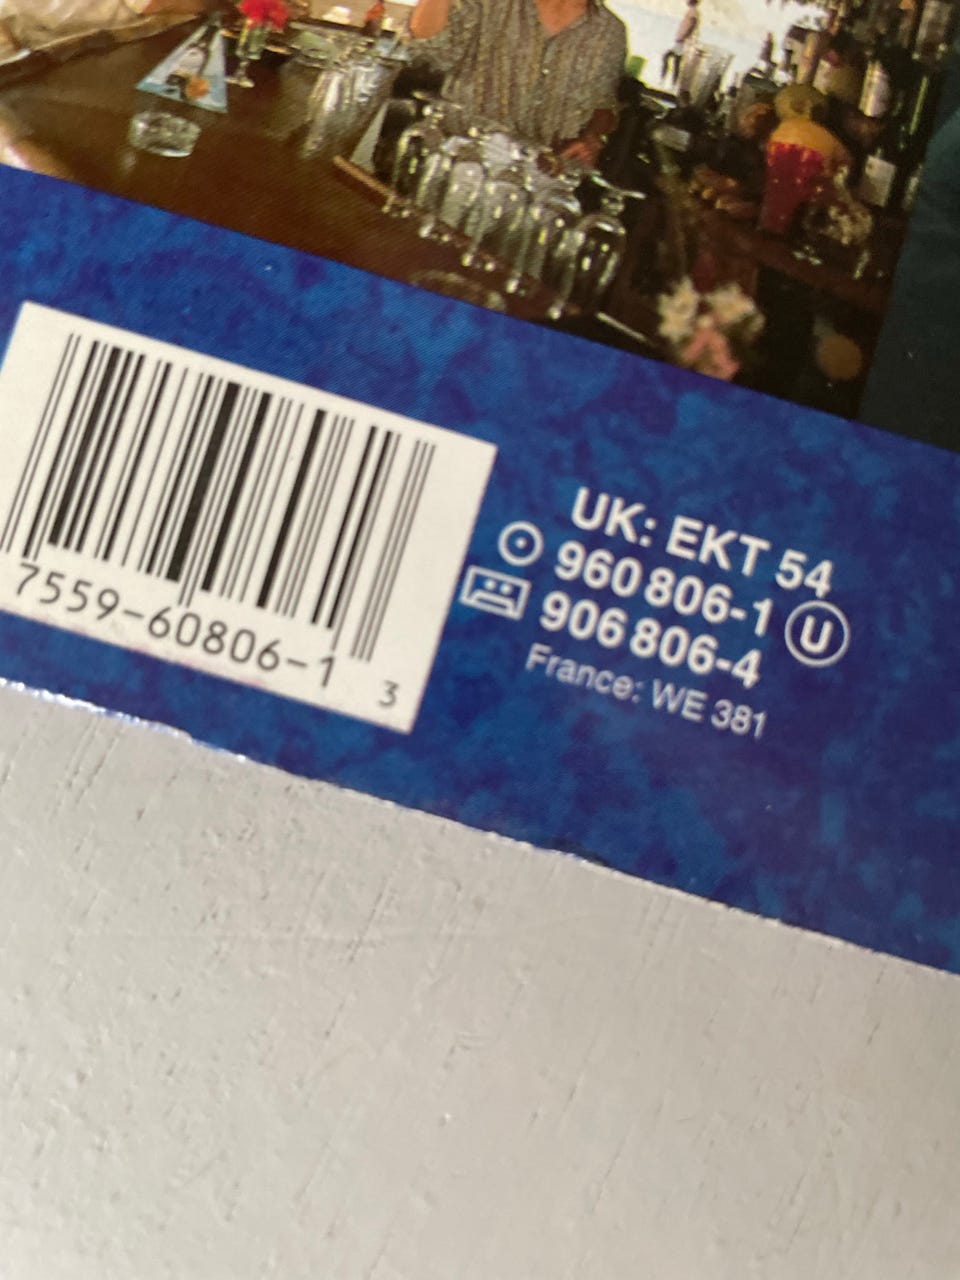 7559-60806-1 3
UK: EKT 54
960 806-1 U
906 806-4
France: WE 381